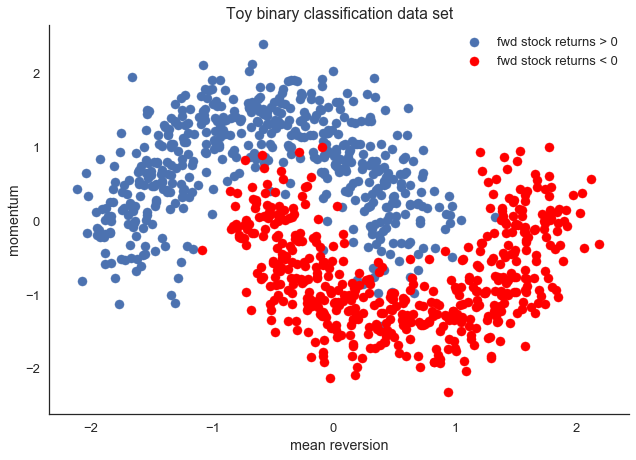 Toy binary classification data set
fwd stock returns > 0
fwd stock returns < 0
momentum
2
1
0
−1
−2
−2
−1
0
1
2
mean reversion